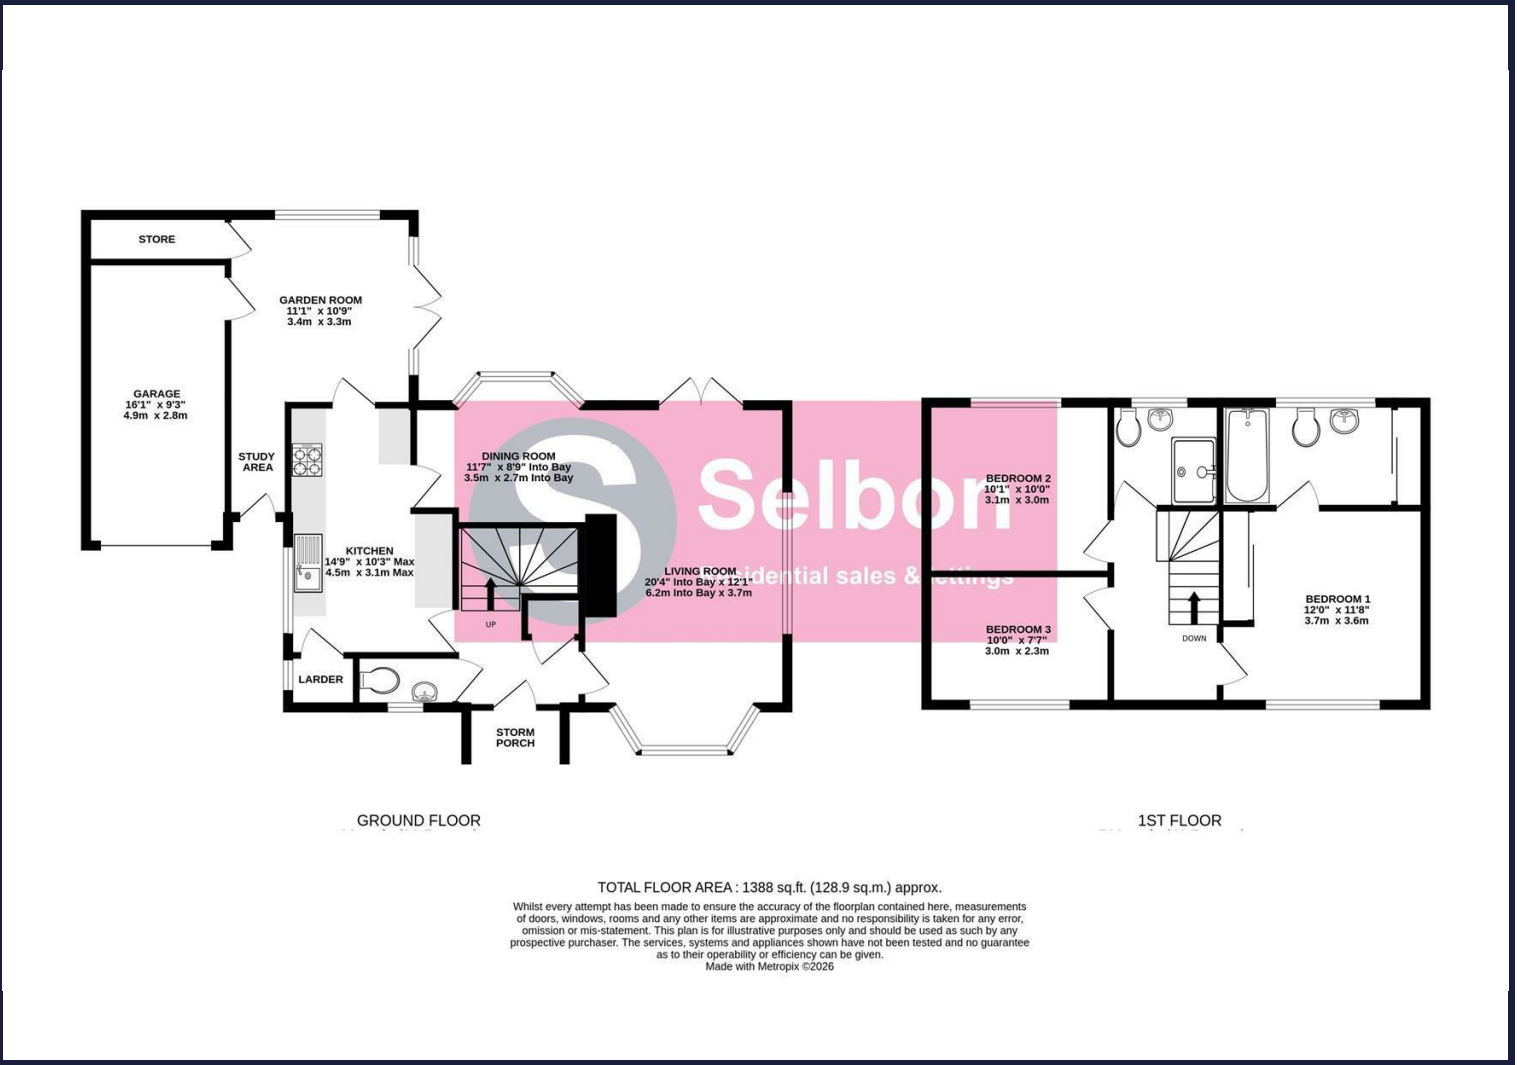 STORE
GARDEN ROOM
11'1" x 10'9"
3.4m x 3.3m
GARAGE
16'1" x 9'3"
4.9m x 2.8m
STUDY
AREA
DINING ROOM
11'7" x 8'9" Into Bay
3.5m x 2.7m Into Bay
KITCHEN
14'9" x 10'3" Max
4.5m x 3.1m Max
UP
LIVING ROOM
20'4" Into Bay x 12'1"
6.2m Into Bay x 3.7m
LARDER
STORM
PORCH
Selbon
sales &
BEDROOM 2
10'1" x 10'0"
3.1m x 3.0m
BEDROOM 3
10'0" x 7'7"
3.0m x 2.3m
DOWN
BEDROOM 1
12'0" x 11'8"
3.7m x 3.6m
GROUND FLOOR
1ST FLOOR
TOTAL FLOOR AREA : 1388 sq.ft. (128.9 sq.m.) approx.
Whilst every attempt has been made to ensure the accuracy of the floorplan contained here, measurements
of doors, windows, rooms and any other items are approximate and no responsibility is taken for any error,
omission or mis-statement. This plan is for illustrative purposes only and should be used as such by any
prospective purchaser. The services, systems and appliances shown have not been tested and no guarantee
as to their operability or efficiency can be given.
Made with Metropix ©2026